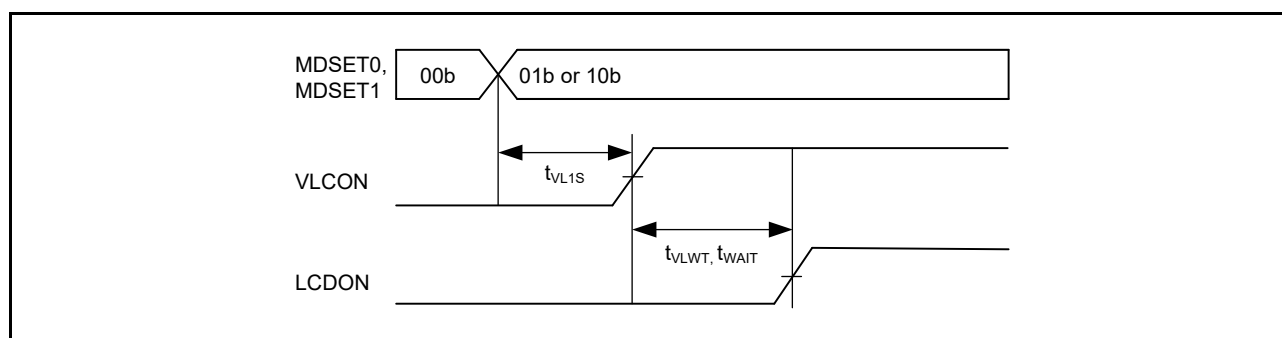 MDSET0,
MDSET1
00b
01b or 10b
tVL1S
VLCON
tVLWT, tWAIT
LCDON